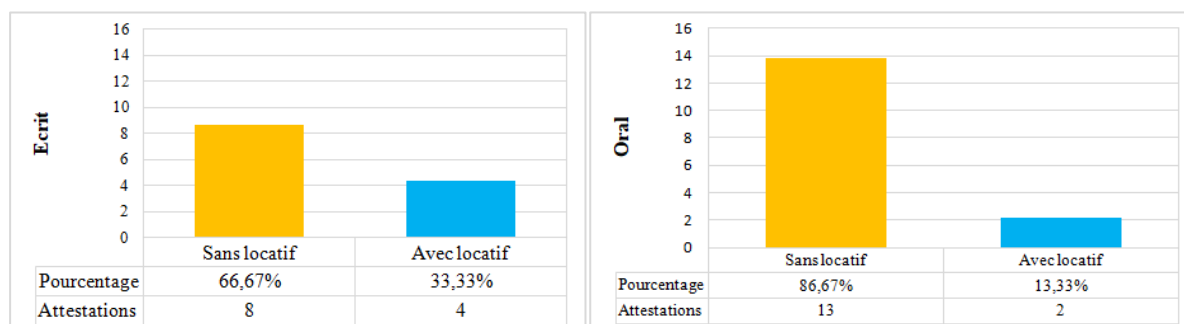 16
14
12
10
8
6
4
2
0
Ecrit
Sans locatif Avec locatif
Pourcentage 66,67% 33,33%
Attestations 8 4
16
14
12
10
8
6
4
2
0
Oral
Sans locatif Avec locatif
Pourcentage 86,67% 13,33%
Attestations 13 2